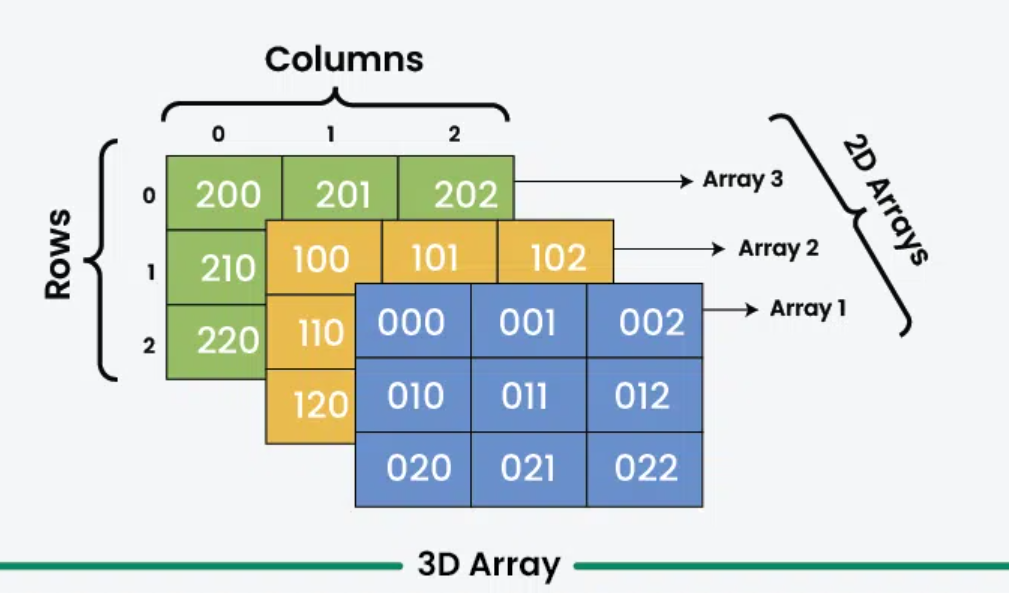 Columns
0 1 2
Rows
0 200 201 202
Array 3
2D Arrays
1 210 100 101 102
Array 2
000 001 002
Array 1
2 220 110
010 011 012
120
020 021 022
3D Array